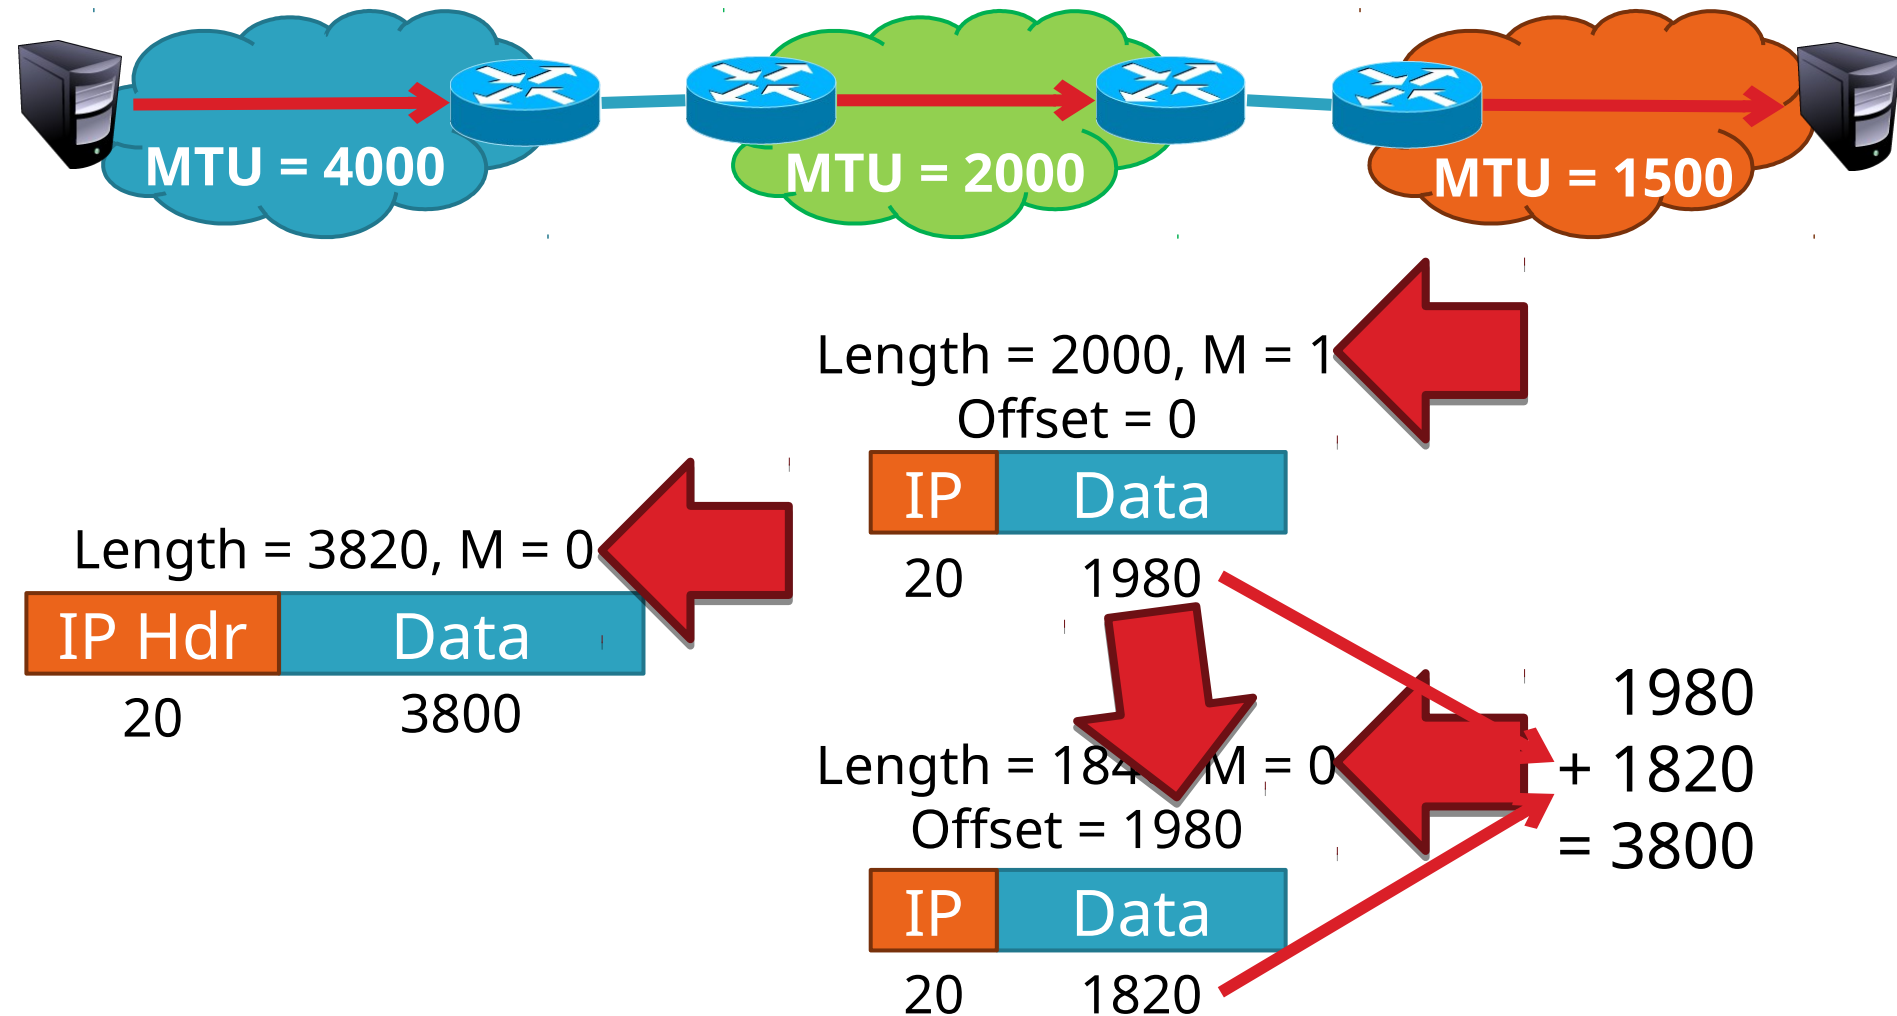 MTU = 4000
MTU = 2000
MTU = 1500
Length = 2000, M = 1
Offset = 0
IP Data
20 1980
Length = 3820, M = 0
IP Hdr Data
20 3800
Length = M = 0
Offset = 1980
IP Data
20 1820
1980
+ 1820
= 3800